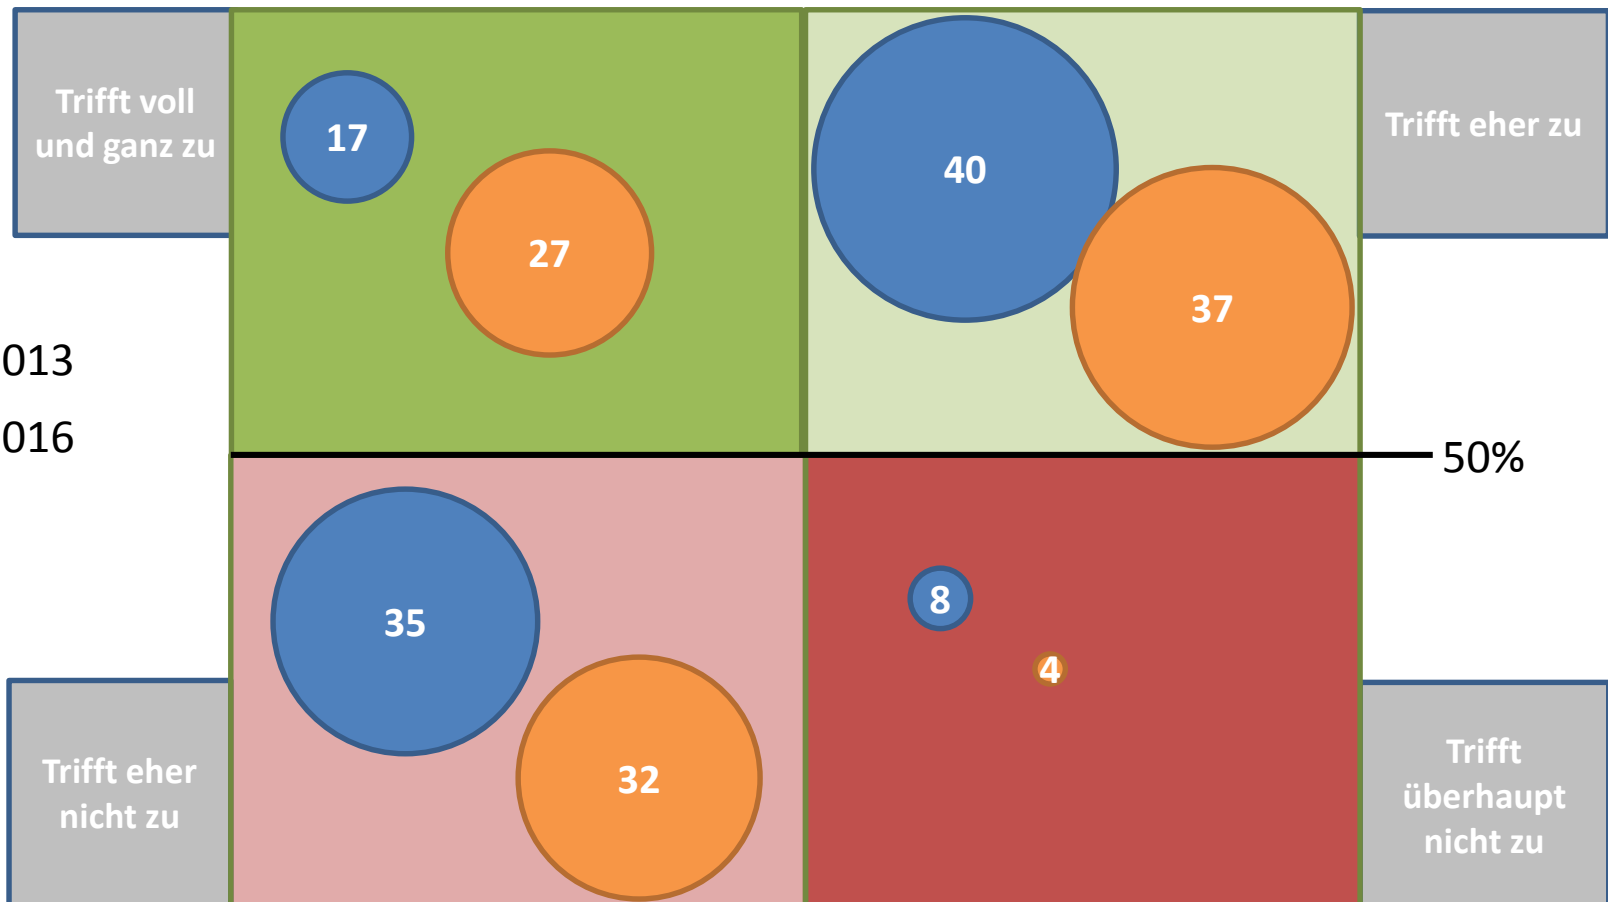 Trifft voll
und ganz zu
17
27
40
37
Trifft eher zu
013
016
50%
35
32
8
4
Trifft eher
nicht zu
Trifft
überhaupt
nicht zu